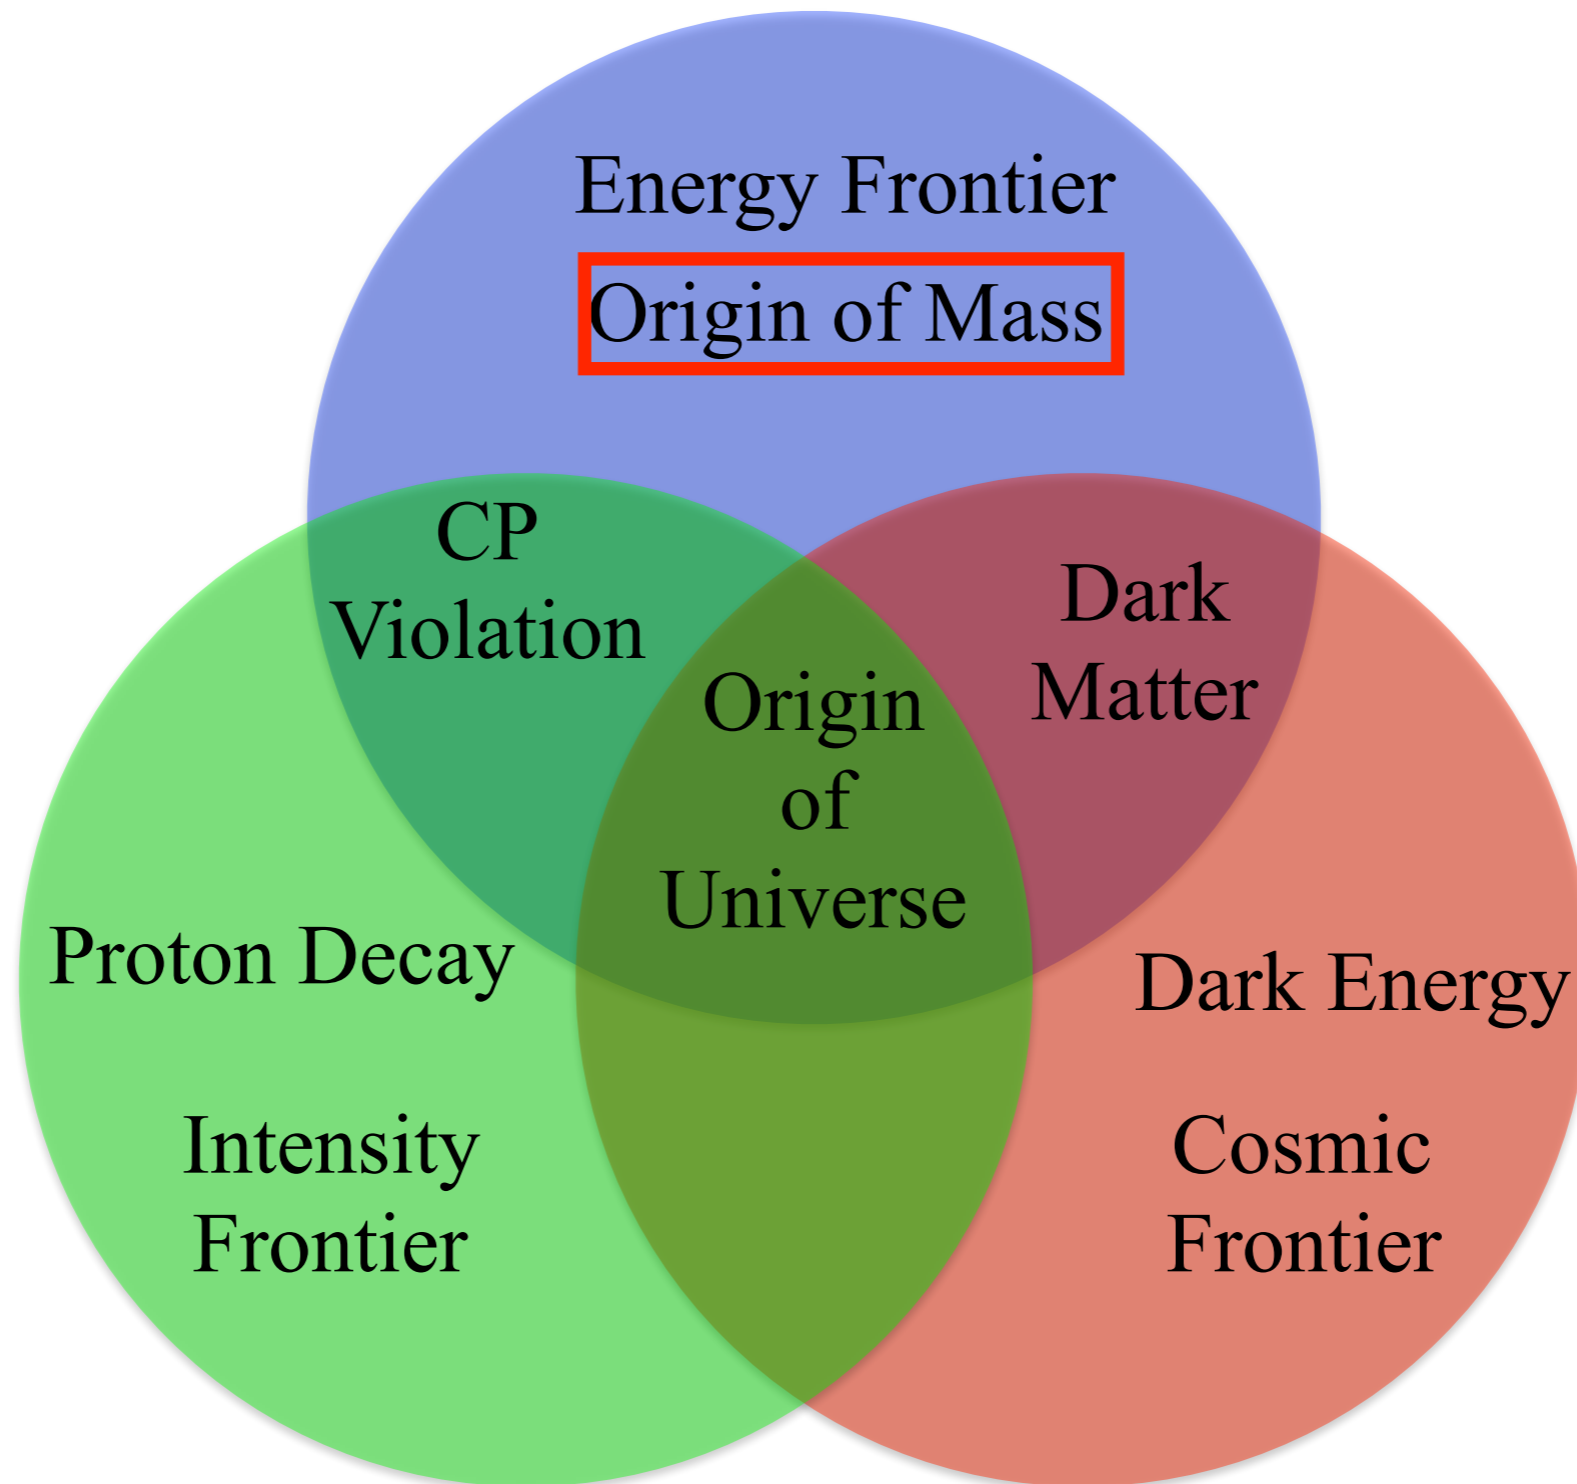 Energy Frontier
Origin of Mass
CP
Violation
Dark
Matter
Origin
of
Universe
Proton Decay
Dark Energy
Intensity
Frontier
Cosmic
Frontier